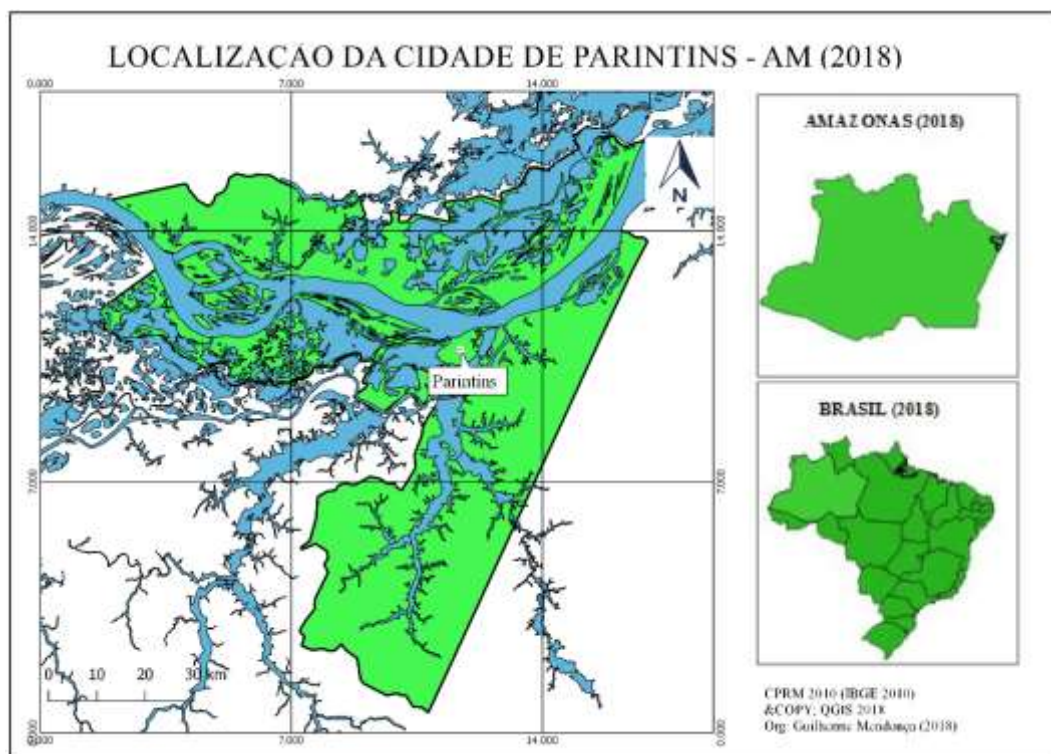 LOCALIZAÇÃO DA CIDADE DE PARINTINS - AM (2018)
0.000 7.000 14.000
14.000 14.000
7.000 7.000
0.000 0.000
7.000 14.000
N
Parintins
0 10 20 30 km
AMAZONAS (2018)
BRASIL (2018)
CPRM 2010 (IBGE 2010)
&COPY; QGIS 2018
Org: Guilherme Mendonça (2018)